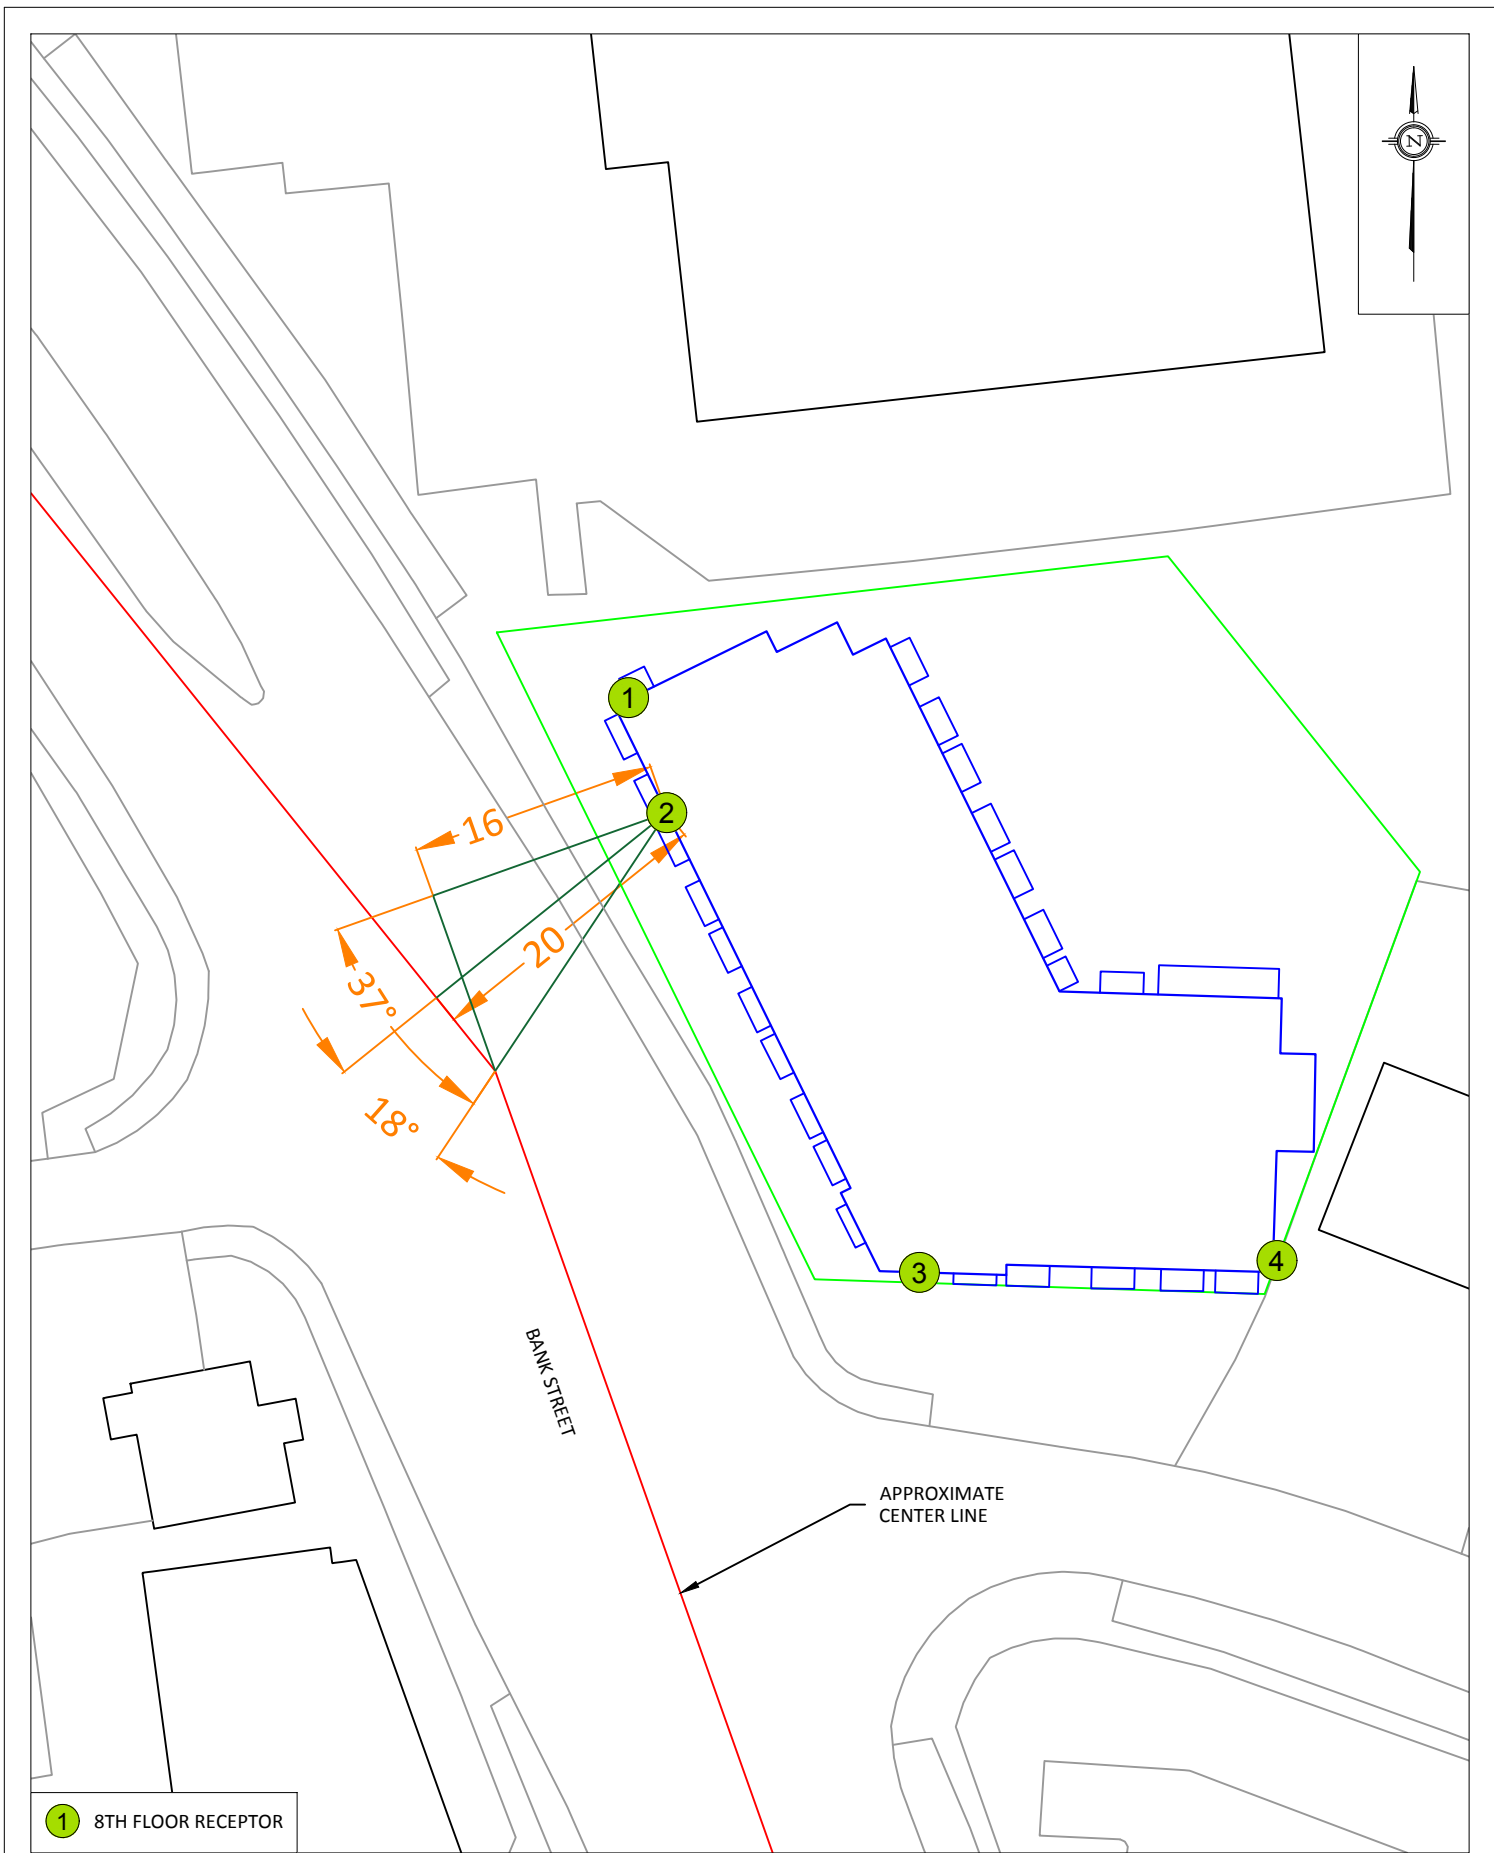 N
1
16
2
20
37°
18°
3
4
BANK STREET
APPROXIMATE
CENTER LINE
1 8TH FLOOR RECEPTOR